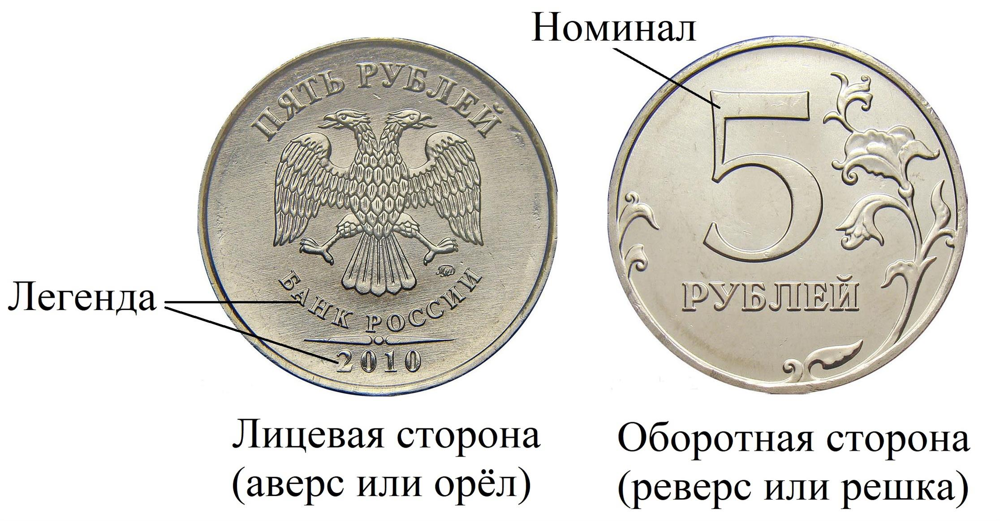 Номинал
ПЯТЬ РУБЛЕЙ
5
РУБЛЕЙ
Легенда
БАНК РОССИИ
2010
Лицевая сторона
(аверс или орёл)
Оборотная сторона
(реверс или решка)